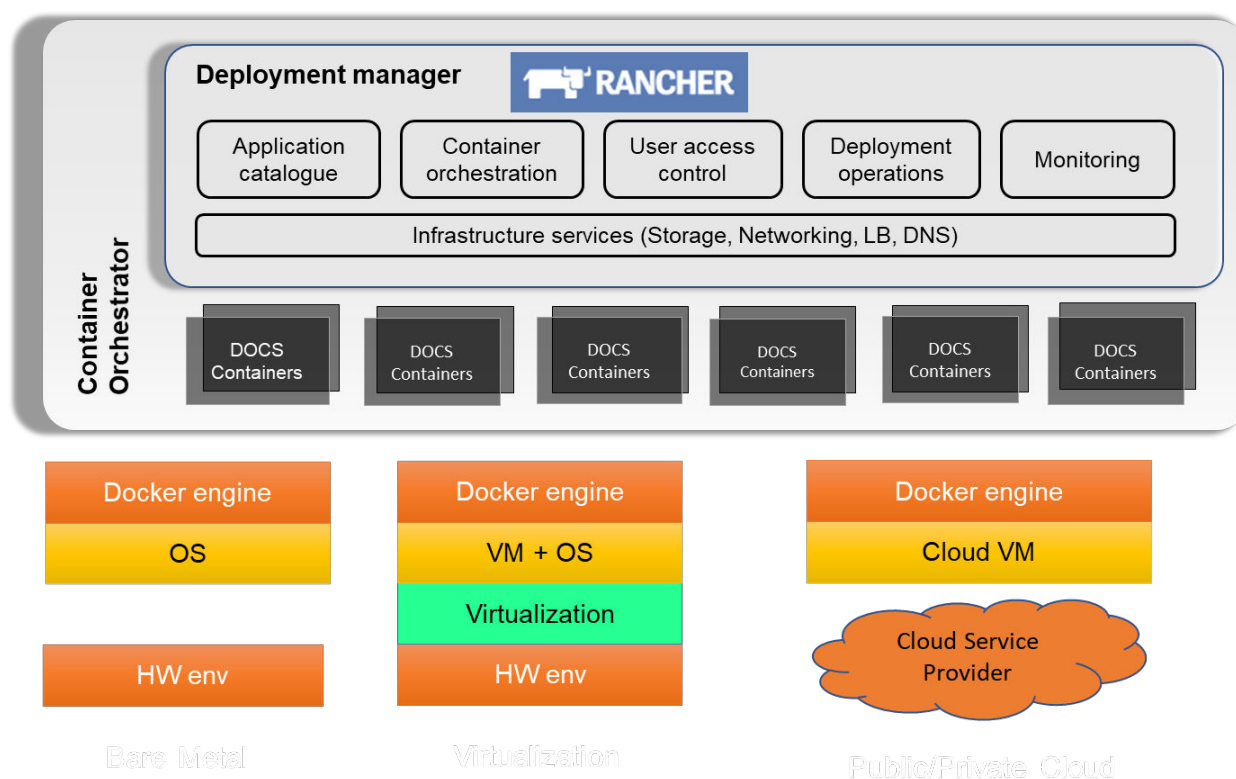 Deployment manager
RANCHER
Application
catalogue
Container
orchestration
User access
control
Deployment
operations
Monitoring
Infrastructure services (Storage, Networking, LB, DNS)
Container
Orchestrator
DOCS
Containers
DOCS
Containers
DOCS
Containers
DOCS
Containers
DOCS
Containers
DOCS
Containers
Docker engine
OS
HW env
Bare Metal
Docker engine
VM + OS
Virtualization
HW env
Virtualization
Docker engine
Cloud VM
Cloud Service
Provider
Public/Private Cloud